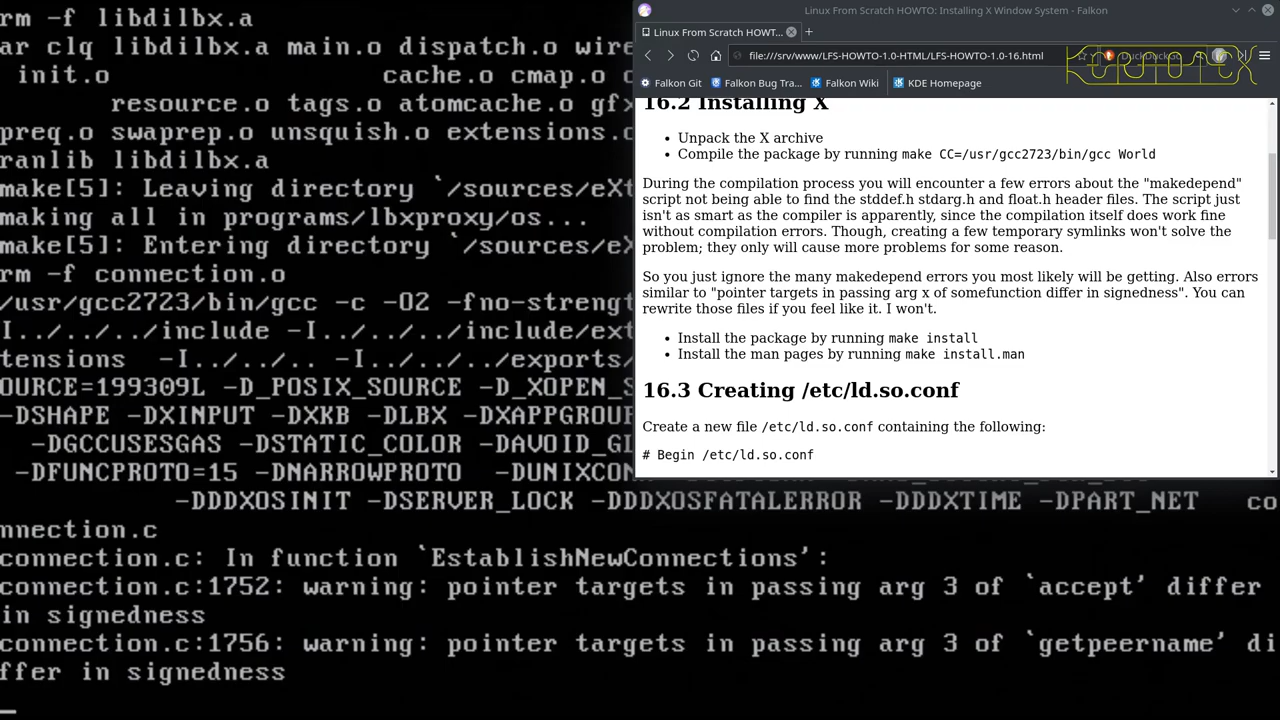 rm -f libdilbx.a
ar clq libdilbx.a main.o dispatch.o wire
init.o cache.o cmap.o c
resource.o tags.o atomcache.o gfx
preq.o swaprep.o unsquish.o extensions.o
ranlib libdilbx.a
make[5]: Leaving directory `/sources/eX
making all in programs/lbxproxy/os...
make[5]: Entering directory `/sources/eX
rm -f connection.o
/usr/gcc2723/bin/gcc -c -O2 -fno-strengt
I../../../include -I../../../include/ext
tensions -I../../.. -I../../../exports/
OURCE=199309L -D_POSIX_SOURCE -D_XOPEN_S
-DSHAPE -DXINPUT -DXKB -DLBX -DXAPPGROUP
-DGCCUSESGAS -DSTATIC_COLOR -DAVOID_GL
-DFUNCPROTO=15 -DNARROWPROTO -DUNIXCON
-DDDXOSINIT -DSERVER_LOCK -DDDXOSFATALERROR -DDDXTIME -DPART_NET co
nnection.c
connection.c: In function `EstablishNewConnections':
connection.c:1752: warning: pointer targets in passing arg 3 of `accept' differ
in signedness
connection.c:1756: warning: pointer targets in passing arg 3 of `getpeername' di
ffer in signedness
Linux From Scratch HOWTO: Installing X Window System - Falkon
Linux From Scratch HOWT...
file:///srv/www/LFS-HOWTO-1.0-HTML/LFS-HOWTO-1.0-16.html
Falkon Git Falkon Bug Tra... Falkon Wiki KDE Homepage
16.2 Installing X
• Unpack the X archive
• Compile the package by running make CC=/usr/gcc2723/bin/gcc World
During the compilation process you will encounter a few errors about the "makedepend"
script not being able to find the stddef.h stdarg.h and float.h header files. The script just
isn't as smart as the compiler is apparently, since the compilation itself does work fine
without compilation errors. Though, creating a few temporary symlinks won't solve the
problem; they only will cause more problems for some reason.
So you just ignore the many makedepend errors you most likely will be getting. Also errors
similar to "pointer targets in passing arg x of somefunction differ in signedness". You can
rewrite those files if you feel like it. I won't.
• Install the package by running make install
• Install the man pages by running make install.man
16.3 Creating /etc/ld.so.conf
Create a new file /etc/ld.so.conf containing the following:
# Begin /etc/ld.so.conf